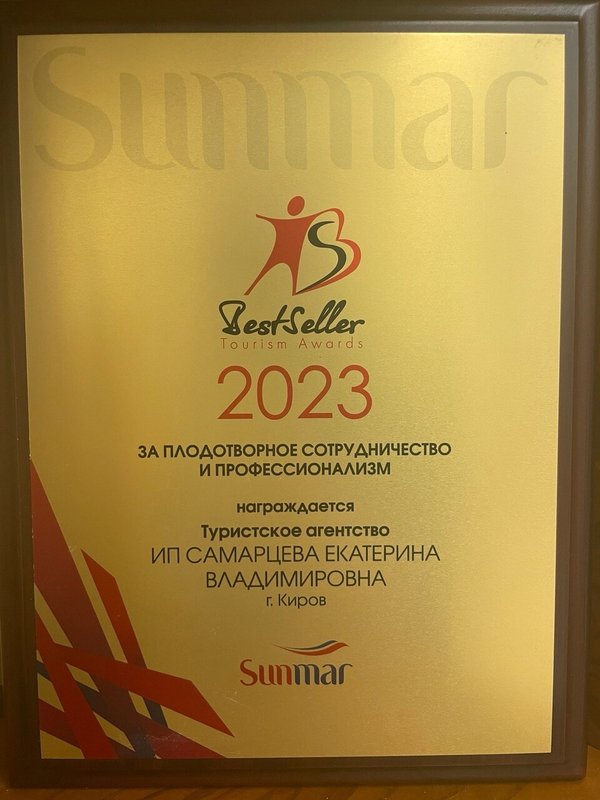 Sunmar
BestSeller
Tourism Awards
2023
ЗА ПЛОДОТВОРНОЕ СОТРУДНИЧЕСТВО
И ПРОФЕССИОНАЛИЗМ
награждается
Туристское агентство
ИП САМАРЦЕВА ЕКАТЕРИНА
ВЛАДИМИРОВНА
г. Киров
Sunmar